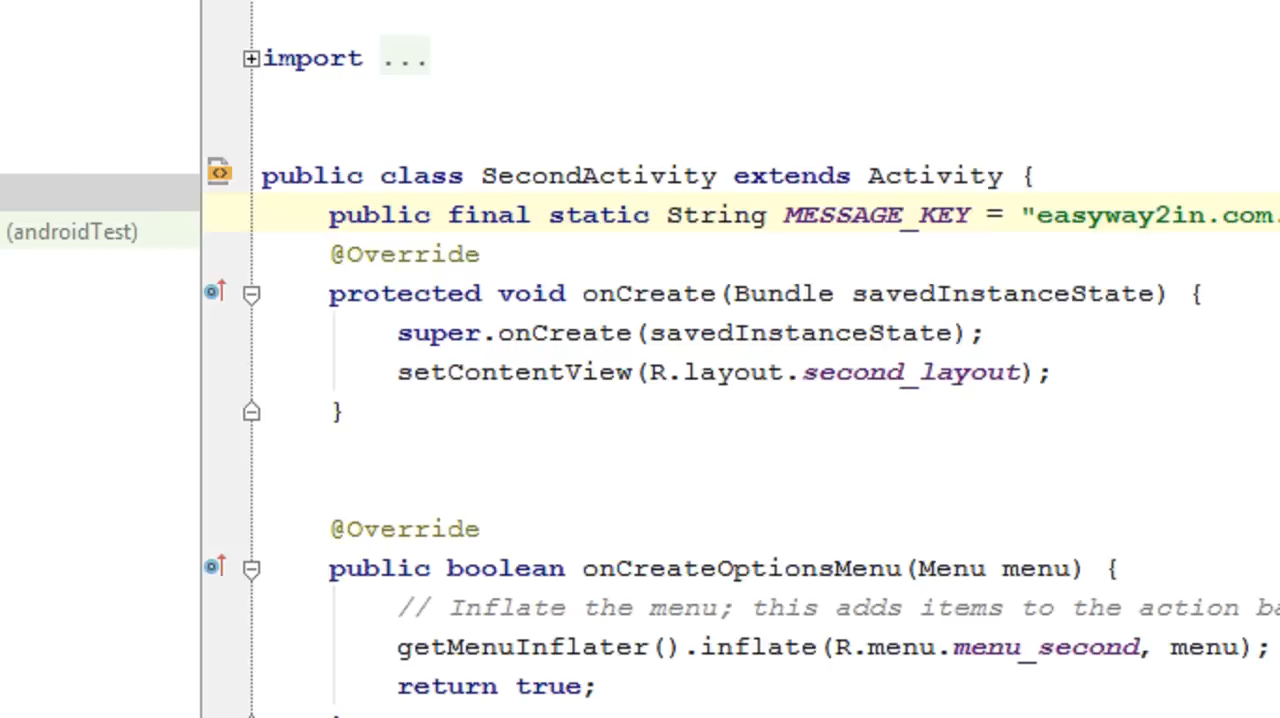 import ...
public class SecondActivity extends Activity {
(androidTest)
public final static String MESSAGE_KEY = "easyway2in.com.
@Override
protected void onCreate(Bundle savedInstanceState) {
super.onCreate(savedInstanceState);
setContentView(R.layout.second_layout);
}
@Override
public boolean onCreateOptionsMenu(Menu menu) {
// Inflate the menu; this adds items to the action ba
getMenuInflater().inflate(R.menu.menu_second, menu);
return true;